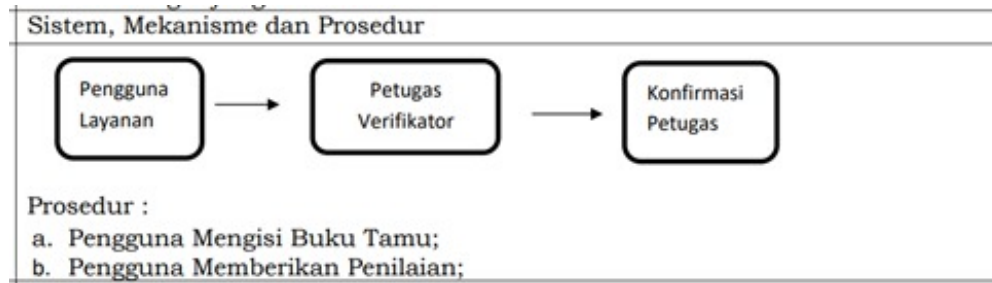 Sistem, Mekanisme dan Prosedur
Pengguna
Layanan
Petugas
Verifikator
Konfirmasi
Petugas
Prosedur :
a. Pengguna Mengisi Buku Tamu;
b. Pengguna Memberikan Penilaian;